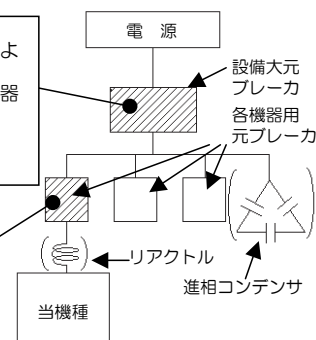 電 源
よ
器
設備大元
ブレーカ
各機器用
元ブレーカ
リアクトル
進相コンデンサ
当機種